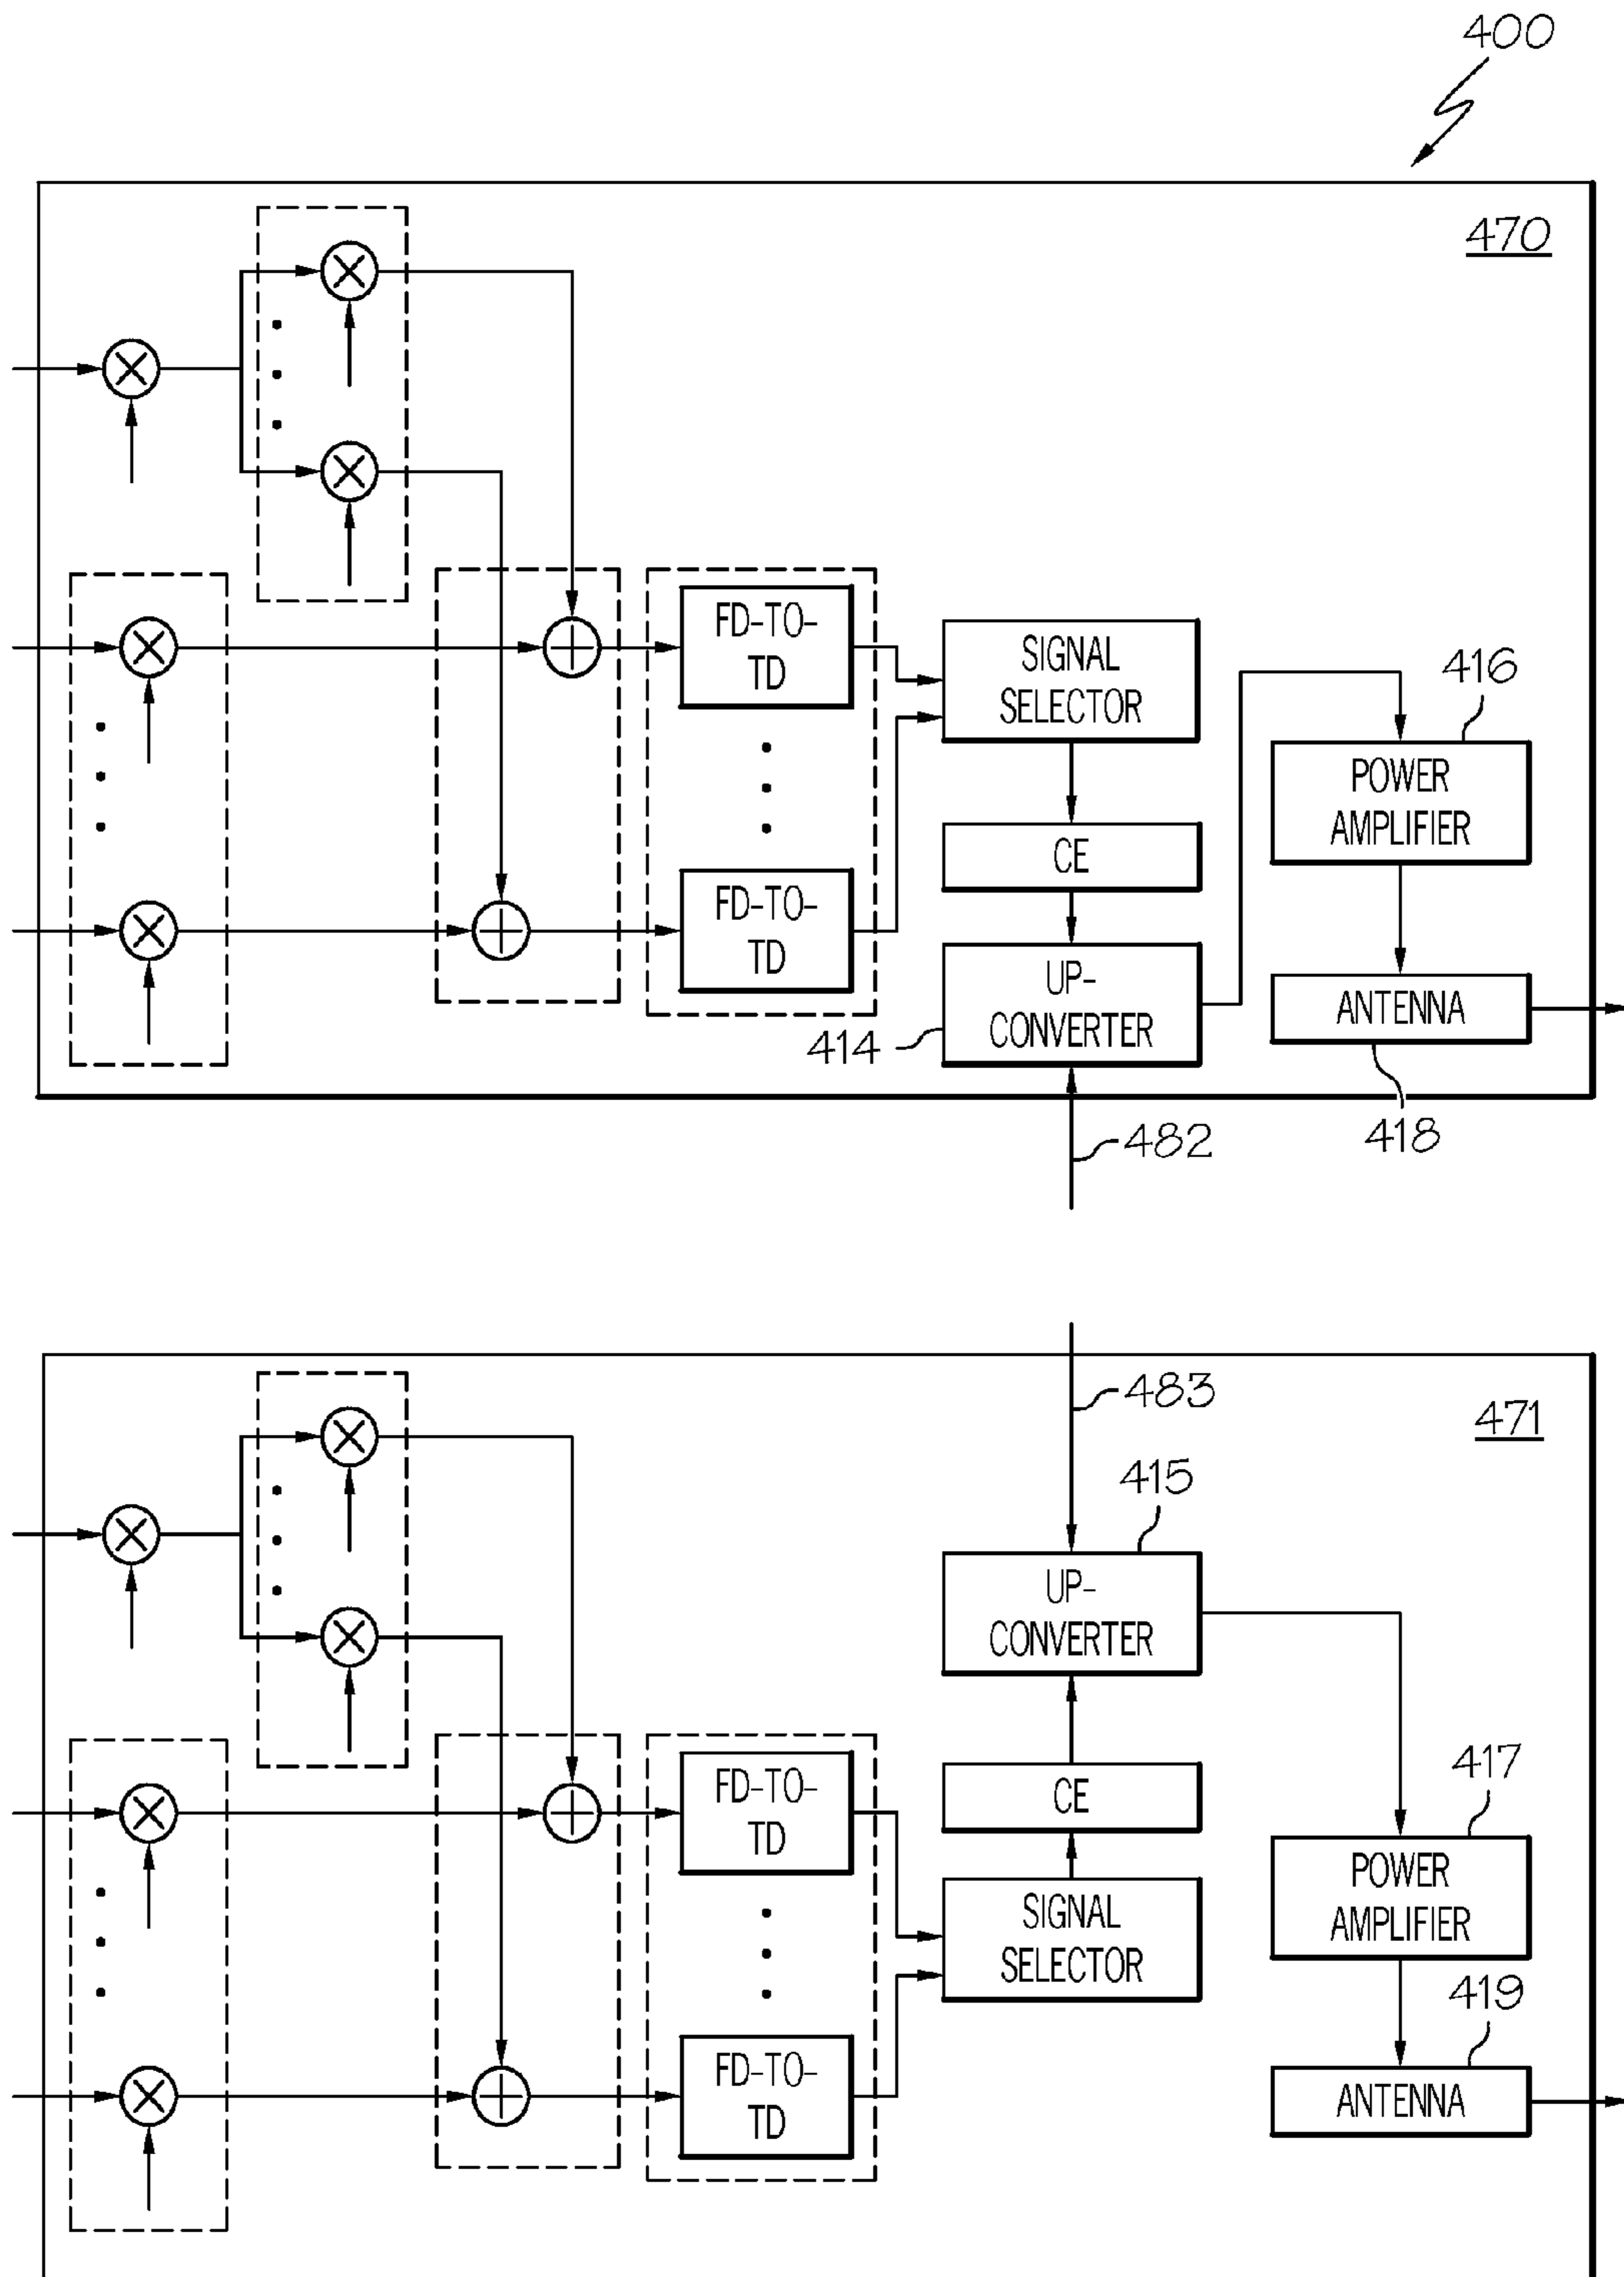 400
470
FD-TO-
TD
SIGNAL
SELECTOR
416
POWER
AMPLIFIER
CE
FD-TO-
TD
UP-
CONVERTER
414
ANTENNA
418
482
483
471
415
UP-
CONVERTER
417
FD-TO-
TD
CE
POWER
AMPLIFIER
SIGNAL
SELECTOR
419
FD-TO-
TD
ANTENNA